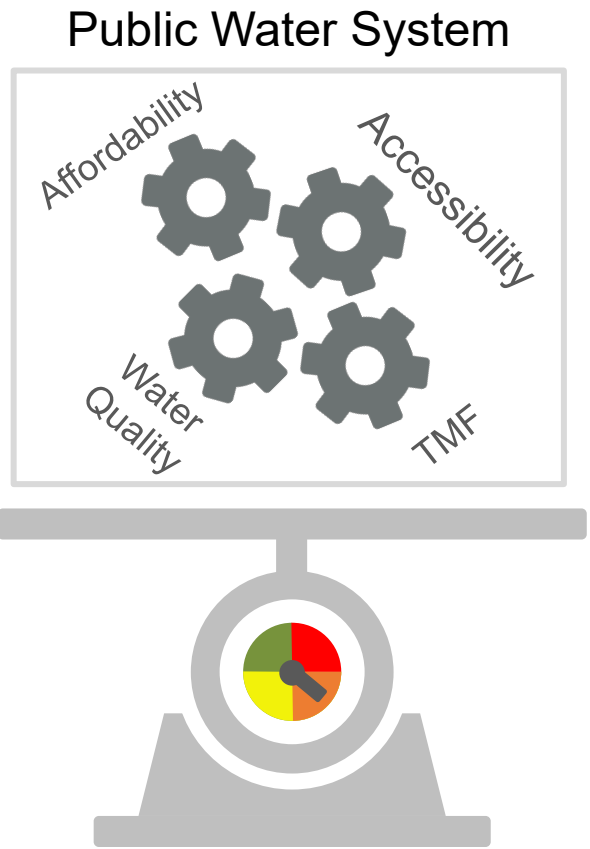 Public Water System
Affordability
Accessibility
Water
Quality
TMF